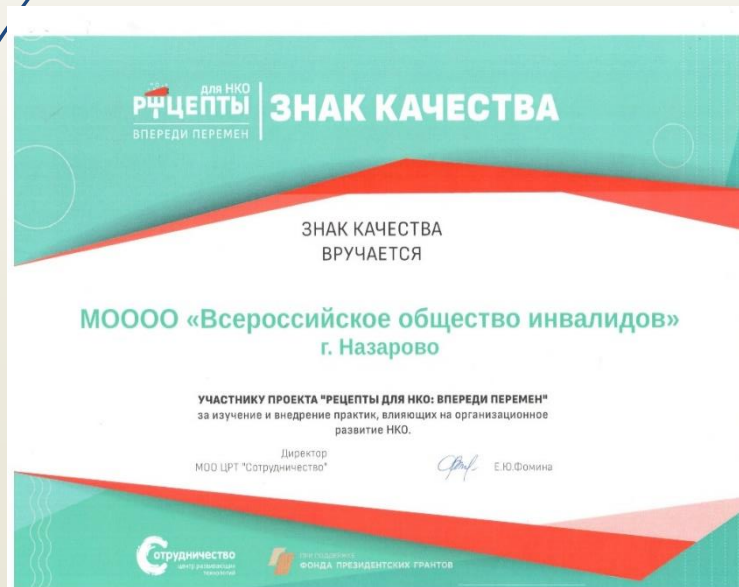 для НКО
РЕЦЕПТЫ
ВПЕРЕДИ ПЕРЕМЕН
ЗНАК КАЧЕСТВА
ЗНАК КАЧЕСТВА
ВРУЧАЕТСЯ
МОООО «Всероссийское общество инвалидов»
г. Назарово
УЧАСТНИКУ ПРОЕКТА "РЕЦЕПТЫ ДЛЯ НКО: ВПЕРЕДИ ПЕРЕМЕН"
за изучение и внедрение практик, влияющих на организационное
развитие НКО.
Директор
МОО ЦРТ "Сотрудничество"
Е.Ю.Фомина
Сотрудничество
центр развивающих
технологий
ПРИ ПОДДЕРЖКЕ
ФОНДА ПРЕЗИДЕНТСКИХ ГРАНТОВ